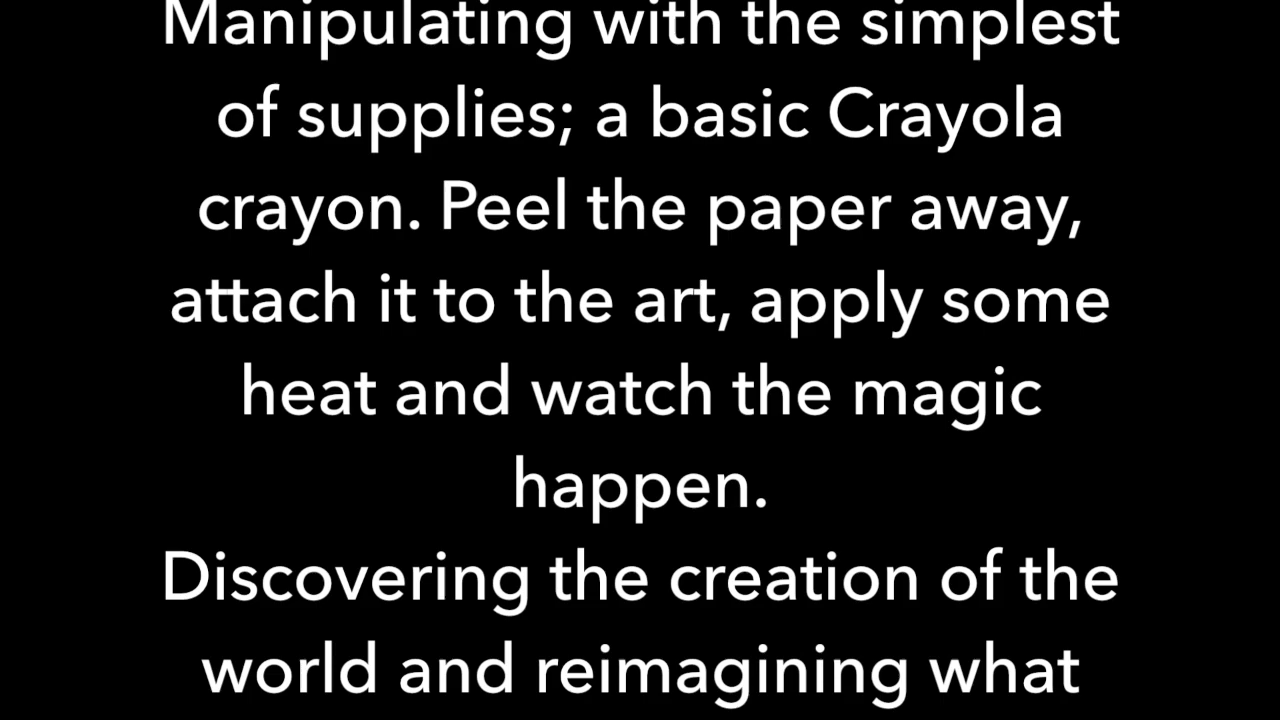 Manipulating with the simplest
of supplies; a basic Crayola
crayon. Peel the paper away,
attach it to the art, apply some
heat and watch the magic
happen.
Discovering the creation of the
world and reimagining what